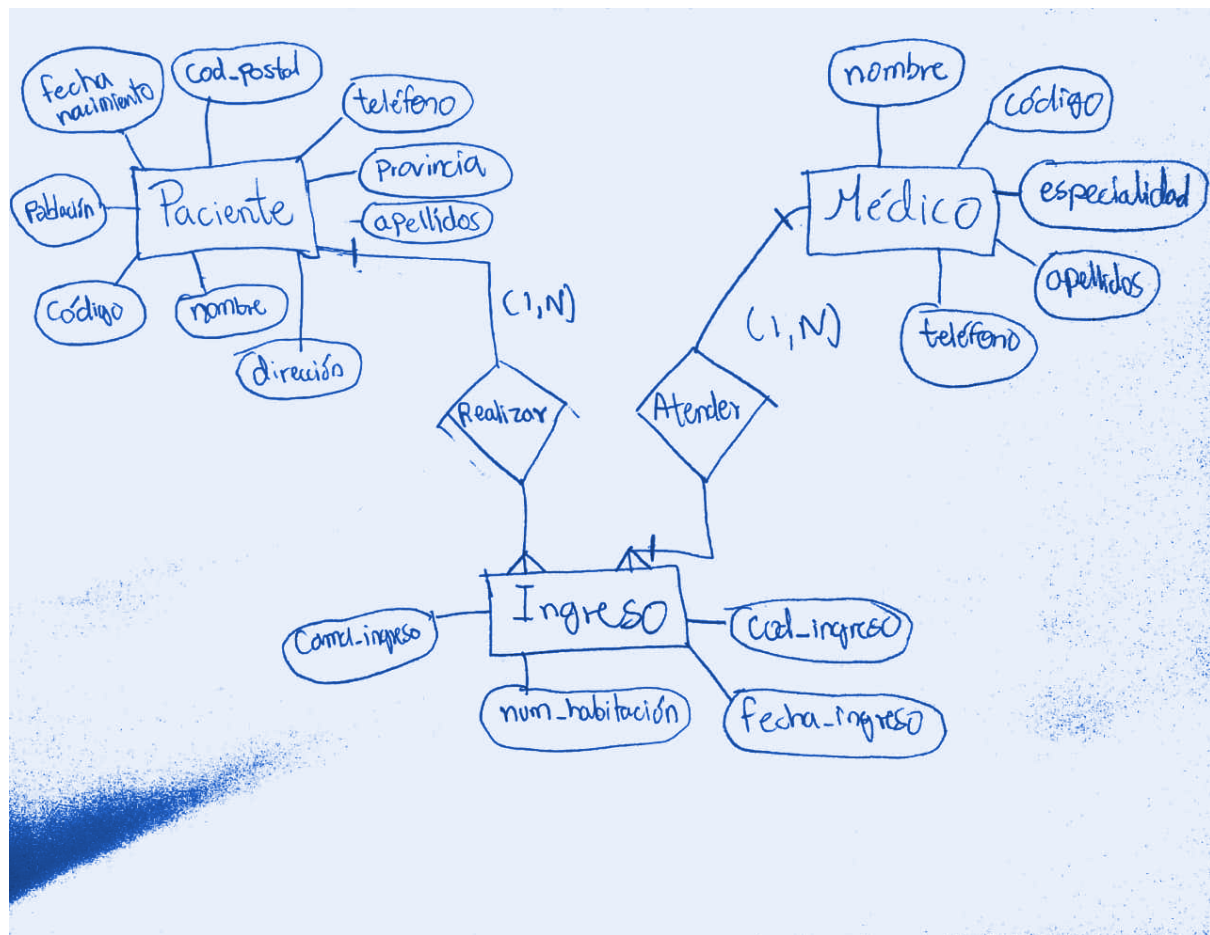 fecha
nacimiento
cod_postal
teléfono
Provincia
apellidos
Población
Paciente
código
nombre
dirección
nombre
código
Médico
especialidad
apellidos
teléfono
(1,N)
(1,N)
Realizar
Atender
Ingreso
cama_ingreso
cod_ingreso
num_habitación
fecha_ingreso